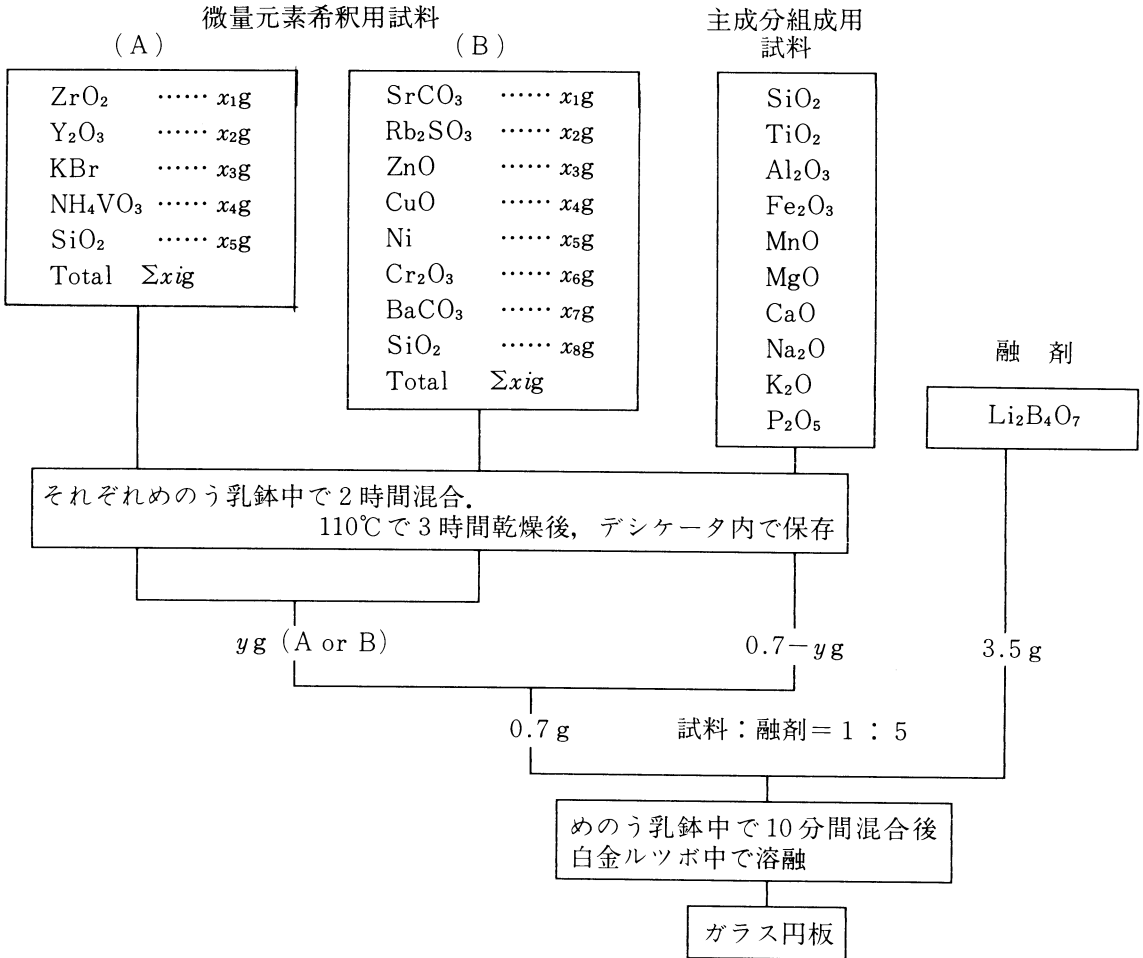 微量元素希釈用試料
(A)
ZrO₂ …… x₁g
Y₂O₃ …… x₂g
KBr …… x₃g
NH₄VO₃ …… x₄g
SiO₂ …… x₅g
Total Σxig
(B)
SrCO₃ …… x₁g
Rb₂SO₃ …… x₂g
ZnO …… x₃g
CuO …… x₄g
Ni …… x₅g
Cr₂O₃ …… x₆g
BaCO₃ …… x₇g
SiO₂ …… x₈g
Total Σxig
主成分組成用
試料
SiO₂
TiO₂
Al₂O₃
Fe₂O₃
MnO
MgO
CaO
Na₂O
K₂O
P₂O₅
融 剤
Li₂B₄O₇
それぞれめのう乳鉢中で2時間混合.
110℃で3時間乾燥後,デシケータ内で保存
yg (A or B)
0.7-yg
3.5g
0.7g
試料:融剤=1:5
めのう乳鉢中で10分間混合後
白金ルツボ中で溶融
ガラス円板